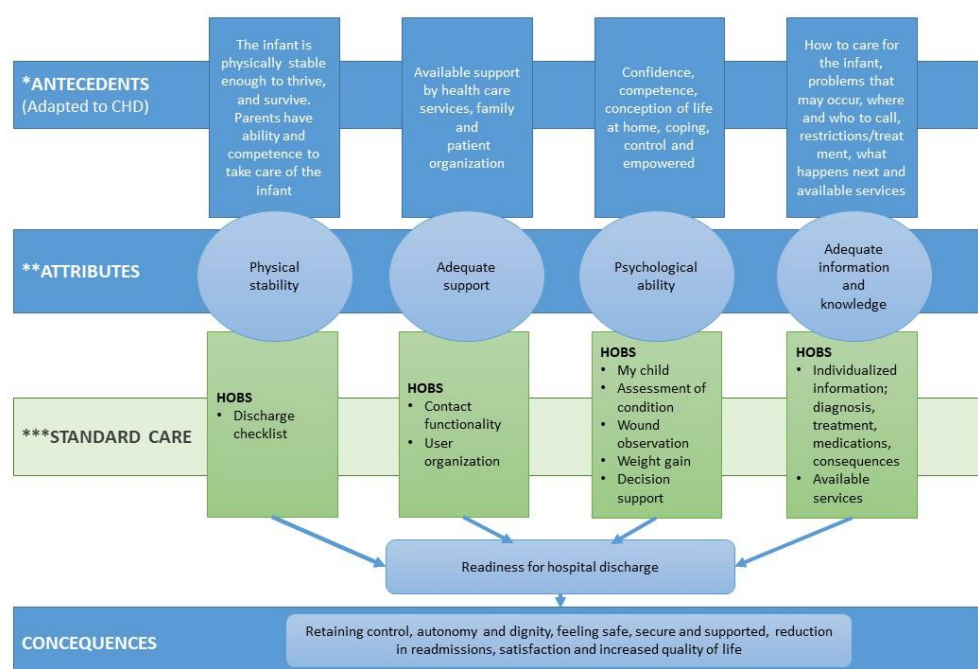 *ANTECEDENTS
(Adapted to CHD)
The infant is
physically stable
enough to thrive,
and survive.
Parents have
ability and
competence to
take care of the
infant
Available support
by health care
services, family
and
patient
organization
Confidence,
competence,
conception of life
at home, coping,
control and
empowered
How to care for
the infant,
problems that
may occur, where
and who to call,
restrictions/treat
ment, what
happens next and
available services
**ATTRIBUTES
Physical
stability
Adequate
support
Psychological
ability
Adequate
information
and
knowledge
***STANDARD CARE
HOBS
• Discharge
checklist
HOBS
• Contact
functionality
• User
organization
HOBS
• My child
• Assessment of
condition
• Wound
observation
• Weight gain
• Decision
support
HOBS
• Individualized
information;
diagnosis,
treatment,
medications,
consequences
• Available
services
Readiness for hospital discharge
CONCEQUENCES
Retaining control, autonomy and dignity, feeling safe, secure and supported, reduction
in readmissions, satisfaction and increased quality of life